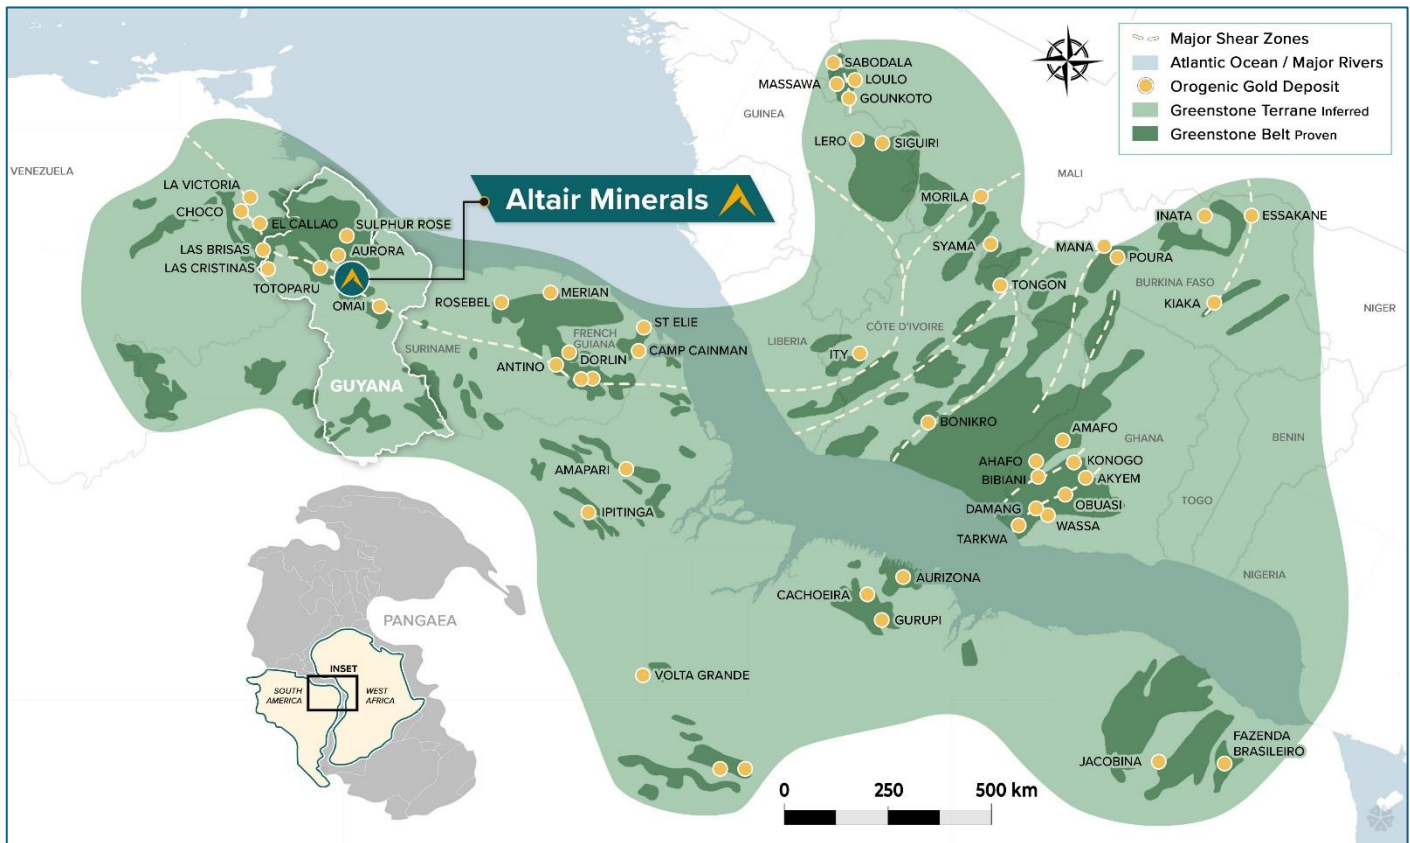 Major Shear Zones
Atlantic Ocean / Major Rivers
Orogenic Gold Deposit
Greenstone Terrane Inferred
Greenstone Belt Proven
SABODALA
MASSAWA
LOULO
GOUNKOTO
GUINEA
LERO
SIGUIRI
VENEZUELA
MALI
LA VICTORIA
Altair Minerals
MORILA
CHOCO
INATA
ESSAKANE
EL CALLAO
SULPHUR ROSE
LAS BRISAS
AURORA
SYAMA
MANA
POURA
LAS CRISTINAS
TOTOPARU
TONGON
BURKINA FASO
OMAI
ROSEBEL
MERIAN
KIAKA
NIGER
ST ELIE
CÔTE D'IVOIRE
FRENCH
GUIANA
LIBERIA
SURINAME
CAMP CAINMAN
ITY
ANTINO
DORLIN
GUYANA
BONIKRO
AMAFO
GHANA
BENIN
AMAPARI
AHAFO
KONOGO
BIBIANI
AKYEM
TOGO
IPITINGA
DAMANG
OBUASI
WASSA
TARKWA
NIGERIA
AURIZONA
CACHOEIRA
GURUPI
PANGAEA
INSET
SOUTH
AMERICA
WEST
AFRICA
VOLTA GRANDE
FAZENDA
BRASILEIRO
JACOBINA
0 250 500 km